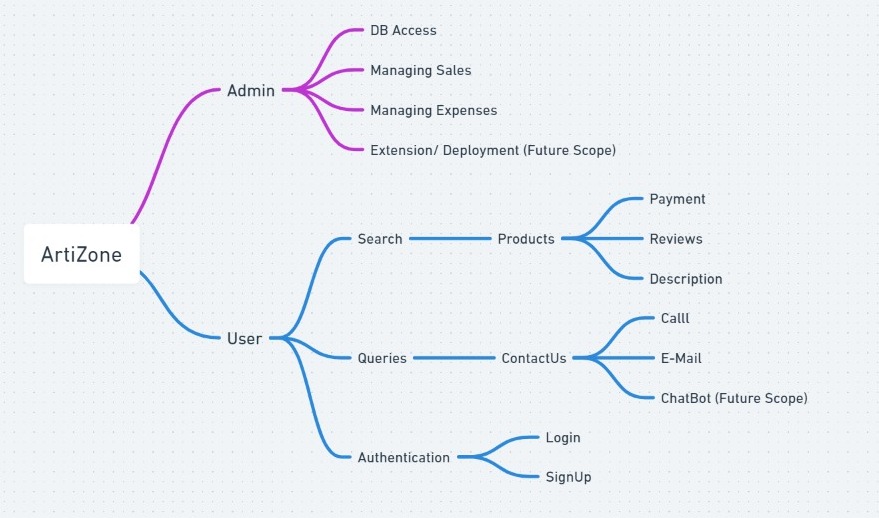 DB Access
Managing Sales
Admin
Managing Expenses
Extension/ Deployment (Future Scope)
Payment
Search
Products
Reviews
ArtiZone
Description
Calll
User
Queries
ContactUs
E-Mail
ChatBot (Future Scope)
Login
Authentication
SignUp